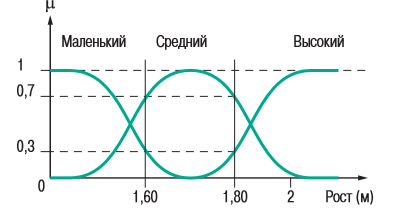 μ
Маленький Средний Высокий
1
0,7
0,3
0
1,60 1,80 2 Рост (м)